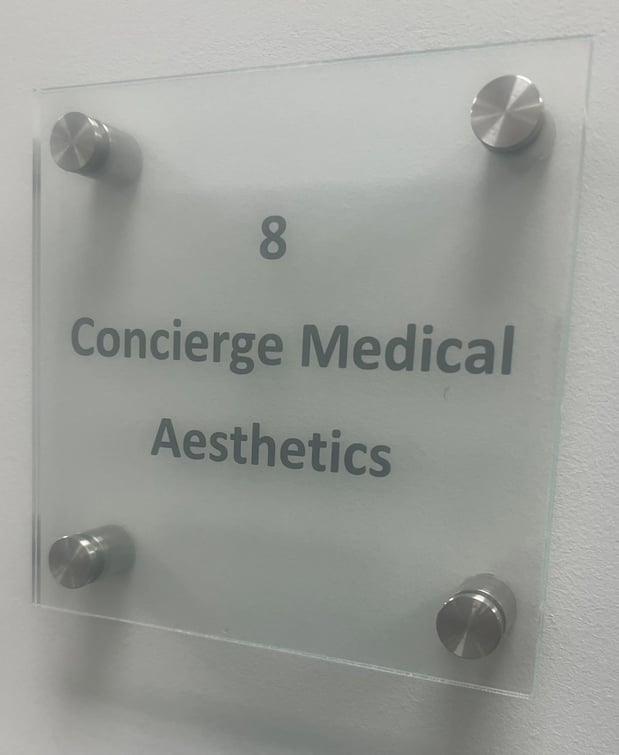 8
Concierge Medical
Aesthetics